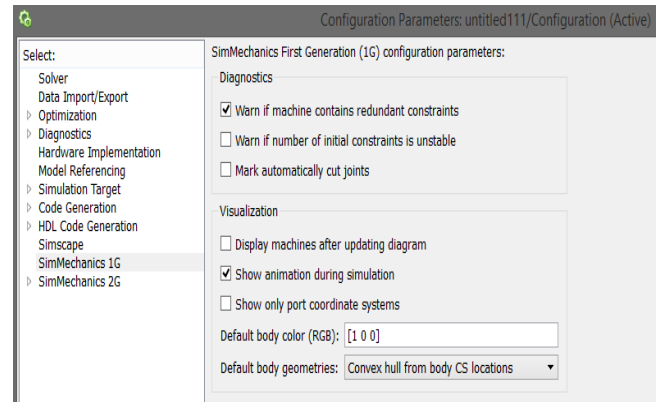 Configuration Parameters: untitled111/Configuration (Active)
Select:
Solver
Data Import/Export
Optimization
Diagnostics
Hardware Implementation
Model Referencing
Simulation Target
Code Generation
HDL Code Generation
Simscape
SimMechanics 1G
SimMechanics 2G
SimMechanics First Generation (1G) configuration parameters:
Diagnostics
Warn if machine contains redundant constraints
Warn if number of initial constraints is unstable
Mark automatically cut joints
Visualization
Display machines after updating diagram
Show animation during simulation
Show only port coordinate systems
Default body color (RGB): [1 0 0]
Default body geometries: Convex hull from body CS locations